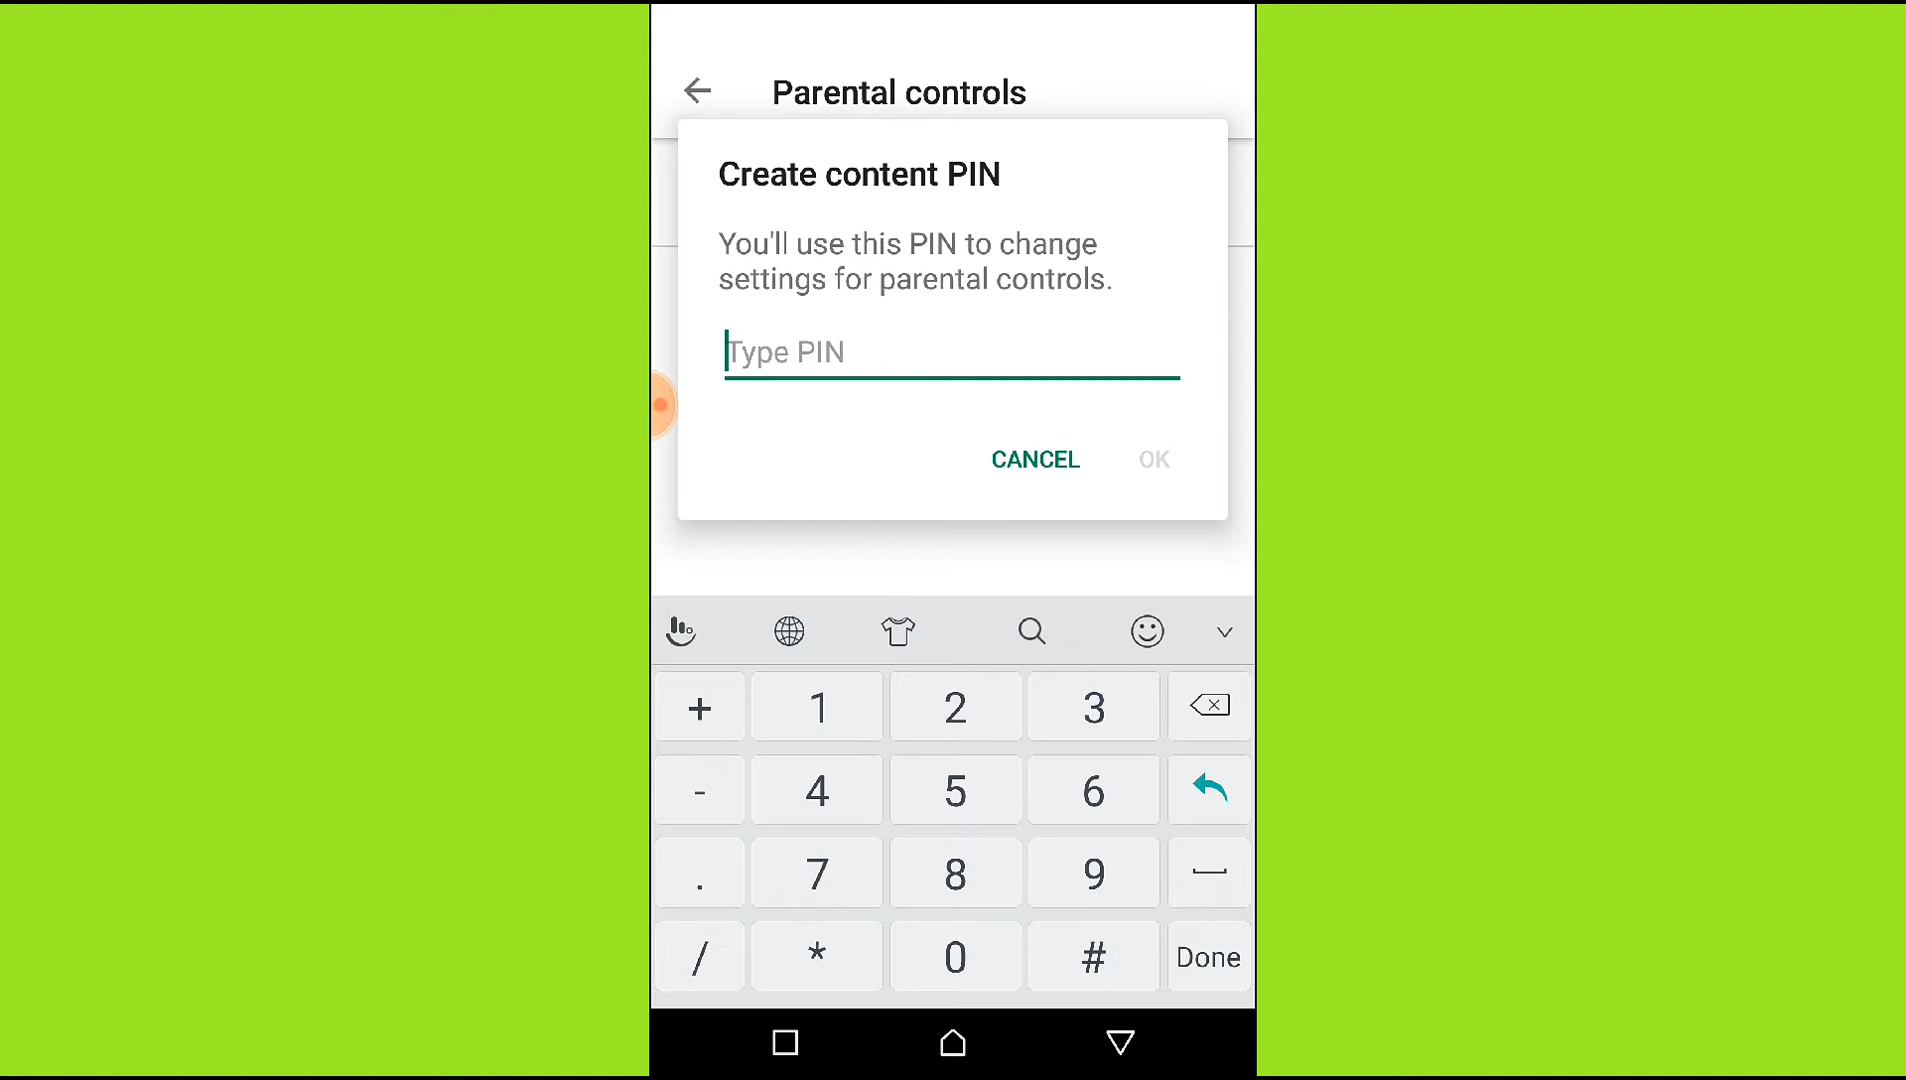 Parental controls
Create content PIN
You'll use this PIN to change
settings for parental controls.
Type PIN
CANCEL OK
+ 1 2 3
- 4 5 6
. 7 8 9
/ * 0 # Done